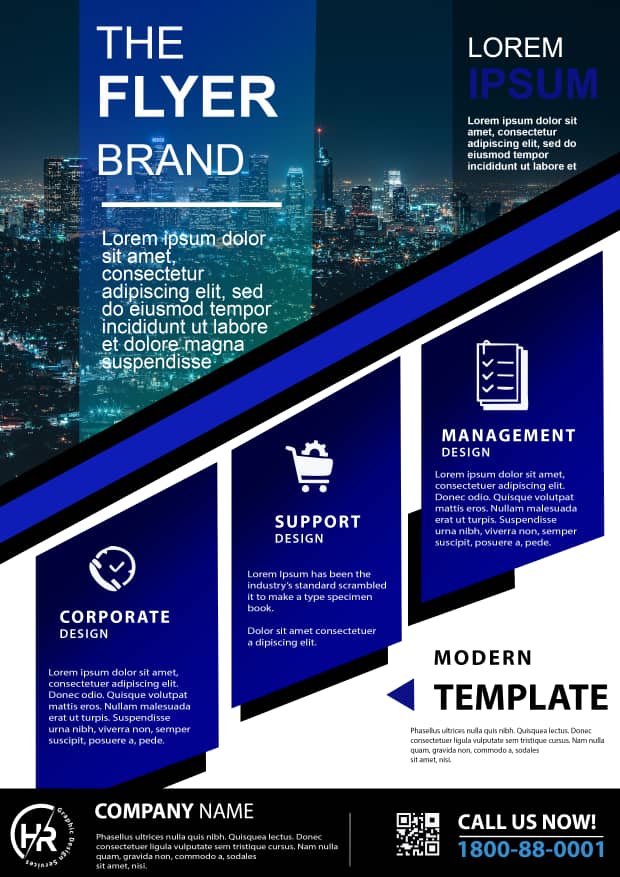 THE
FLYER
BRAND
Lorem ipsum dolor
sit amet,
consectetur
adipiscing elit, sed
do eiusmod tempor
incididunt ut labore
et dolore magna
suspendisse
LOREM
IPSUM
Lorem ipsum dolor sit
amet, consectetur
adipiscing elit, sed do
eiusmod tempor
incididunt ut labore et
MANAGEMENT
DESIGN
Lorem ipsum dolor sit amet,
consectetuer adipiscing elit.
Donec odio. Quisque volutpat
mattis eros. Nullam malesuada
erat ut turpis. Suspendisse
urna viverra non, semper
suscipit, posuere a, pede.
SUPPORT
DESIGN
Lorem Ipsum has been the
industry's standard scrambled
it to make a type specimen
book.
Dolor sit amet consectetuer
a dipiscing elit.
CORPORATE
DESIGN
Lorem ipsum dolor sit amet,
consectetuer adipiscing elit.
Donec odio. Quisque volutpat
mattis eros. Nullam malesuada
erat ut turpis. Suspendisse
urna viverra non, semper
suscipit, posuere a, pede.
MODERN
TEMPLATE
Phasellus ultrices nulla quis nibh. Quisquea lectus. Donec
consectetuer ligula vulputate sem tristique cursus. Nam nulla
quam, gravida non, commodo a, sodales
sit amet, nisi.
HR
Graphic Design Services
COMPANY NAME
Phasellus ultrices nulla quis nibh. Quisquea lectus. Donec
consectetuer ligula vulputate sem tristique cursus. Nam nulla
quam, gravida non, commodo a, sodales
sit amet, nisi.
CALL US NOW!
1800-88-0001